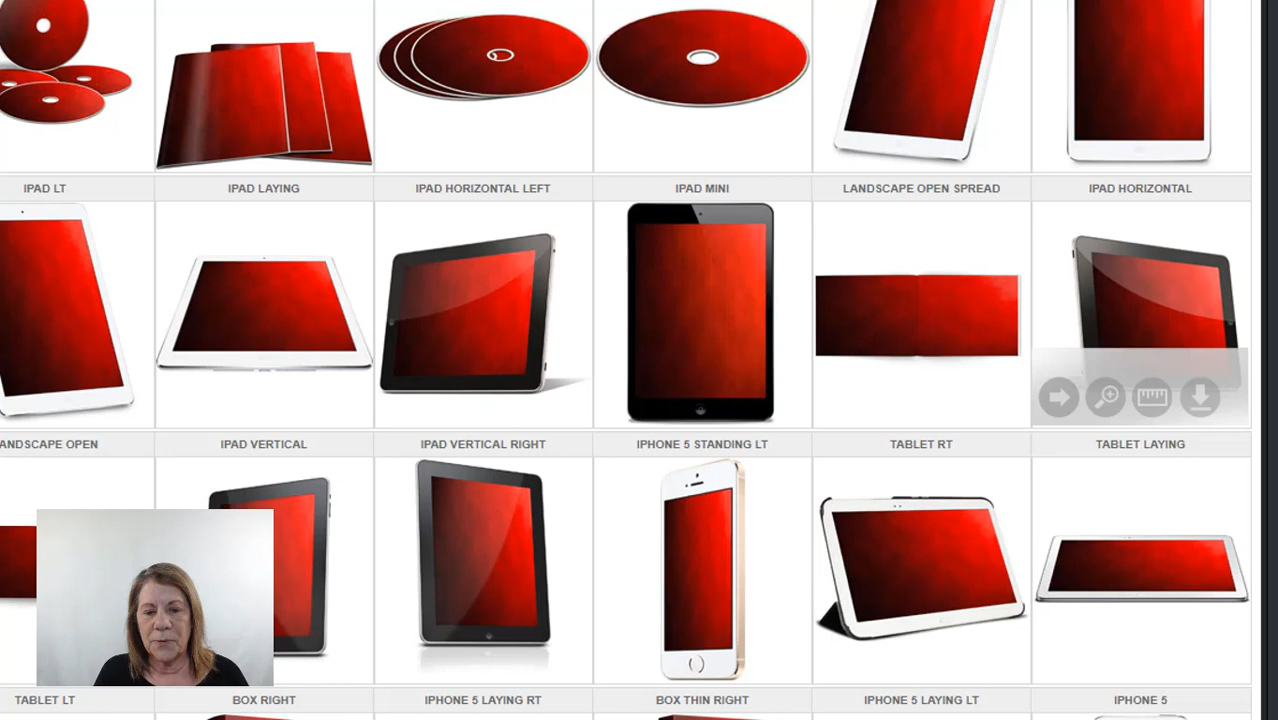 IPAD LT
IPAD LAYING
IPAD HORIZONTAL LEFT
IPAD MINI
LANDSCAPE OPEN SPREAD
IPAD HORIZONTAL
ANDSCAPE OPEN
IPAD VERTICAL
IPAD VERTICAL RIGHT
IPHONE 5 STANDING LT
TABLET RT
TABLET LAYING
TABLET LT
BOX RIGHT
IPHONE 5 LAYING RT
BOX THIN RIGHT
IPHONE 5 LAYING LT
IPHONE 5